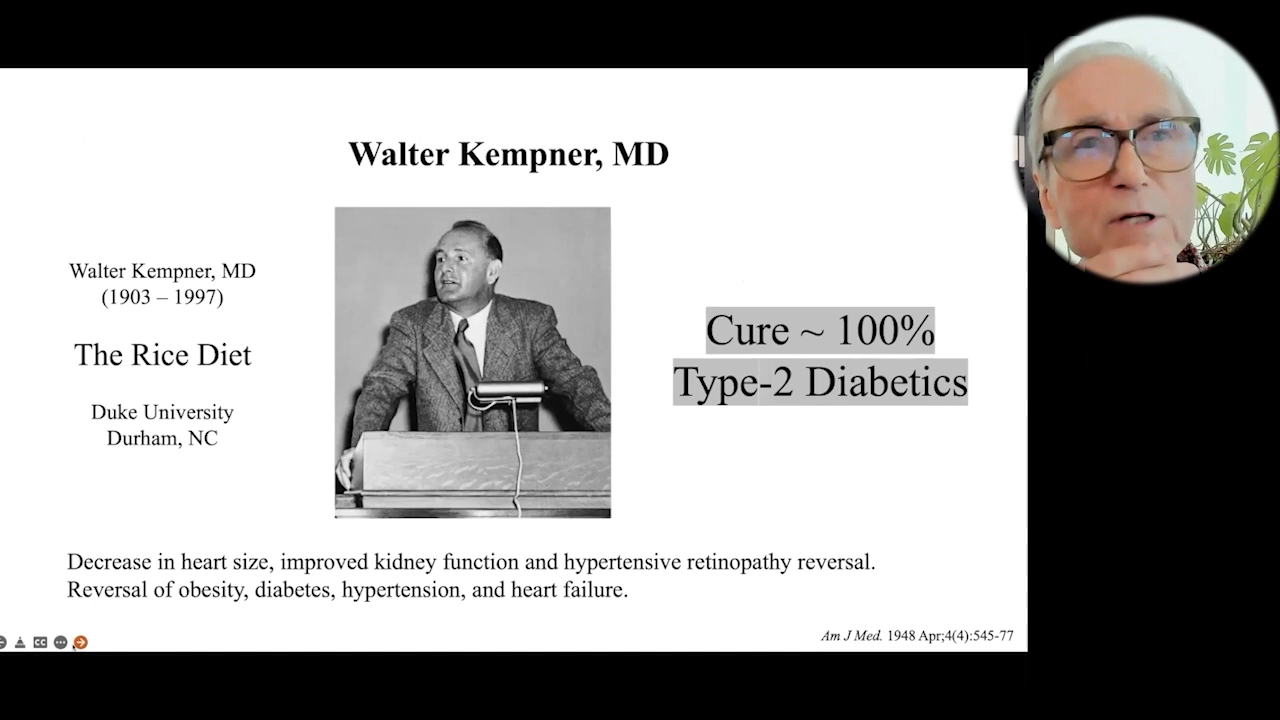 Walter Kempner, MD
Walter Kempner, MD
(1903 – 1997)
The Rice Diet
Duke University
Durham, NC
Cure ~ 100%
Type-2 Diabetics
Decrease in heart size, improved kidney function and hypertensive retinopathy reversal.
Reversal of obesity, diabetes, hypertension, and heart failure.
CC
Am J Med. 1948 Apr;4(4):545-77